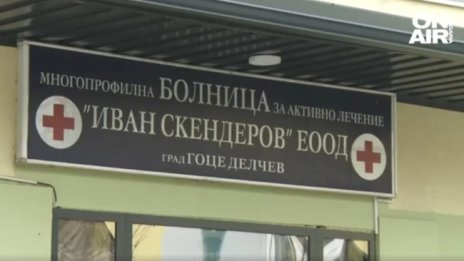 ON
AIR
МНОГОПРОФИЛНА БОЛНИЦА ЗА АКТИВНО ЛЕЧЕНИЕ
"ИВАН СКЕНДЕРОВ" ЕООД
ГРАД ГОЦЕ ДЕЛЧЕВ